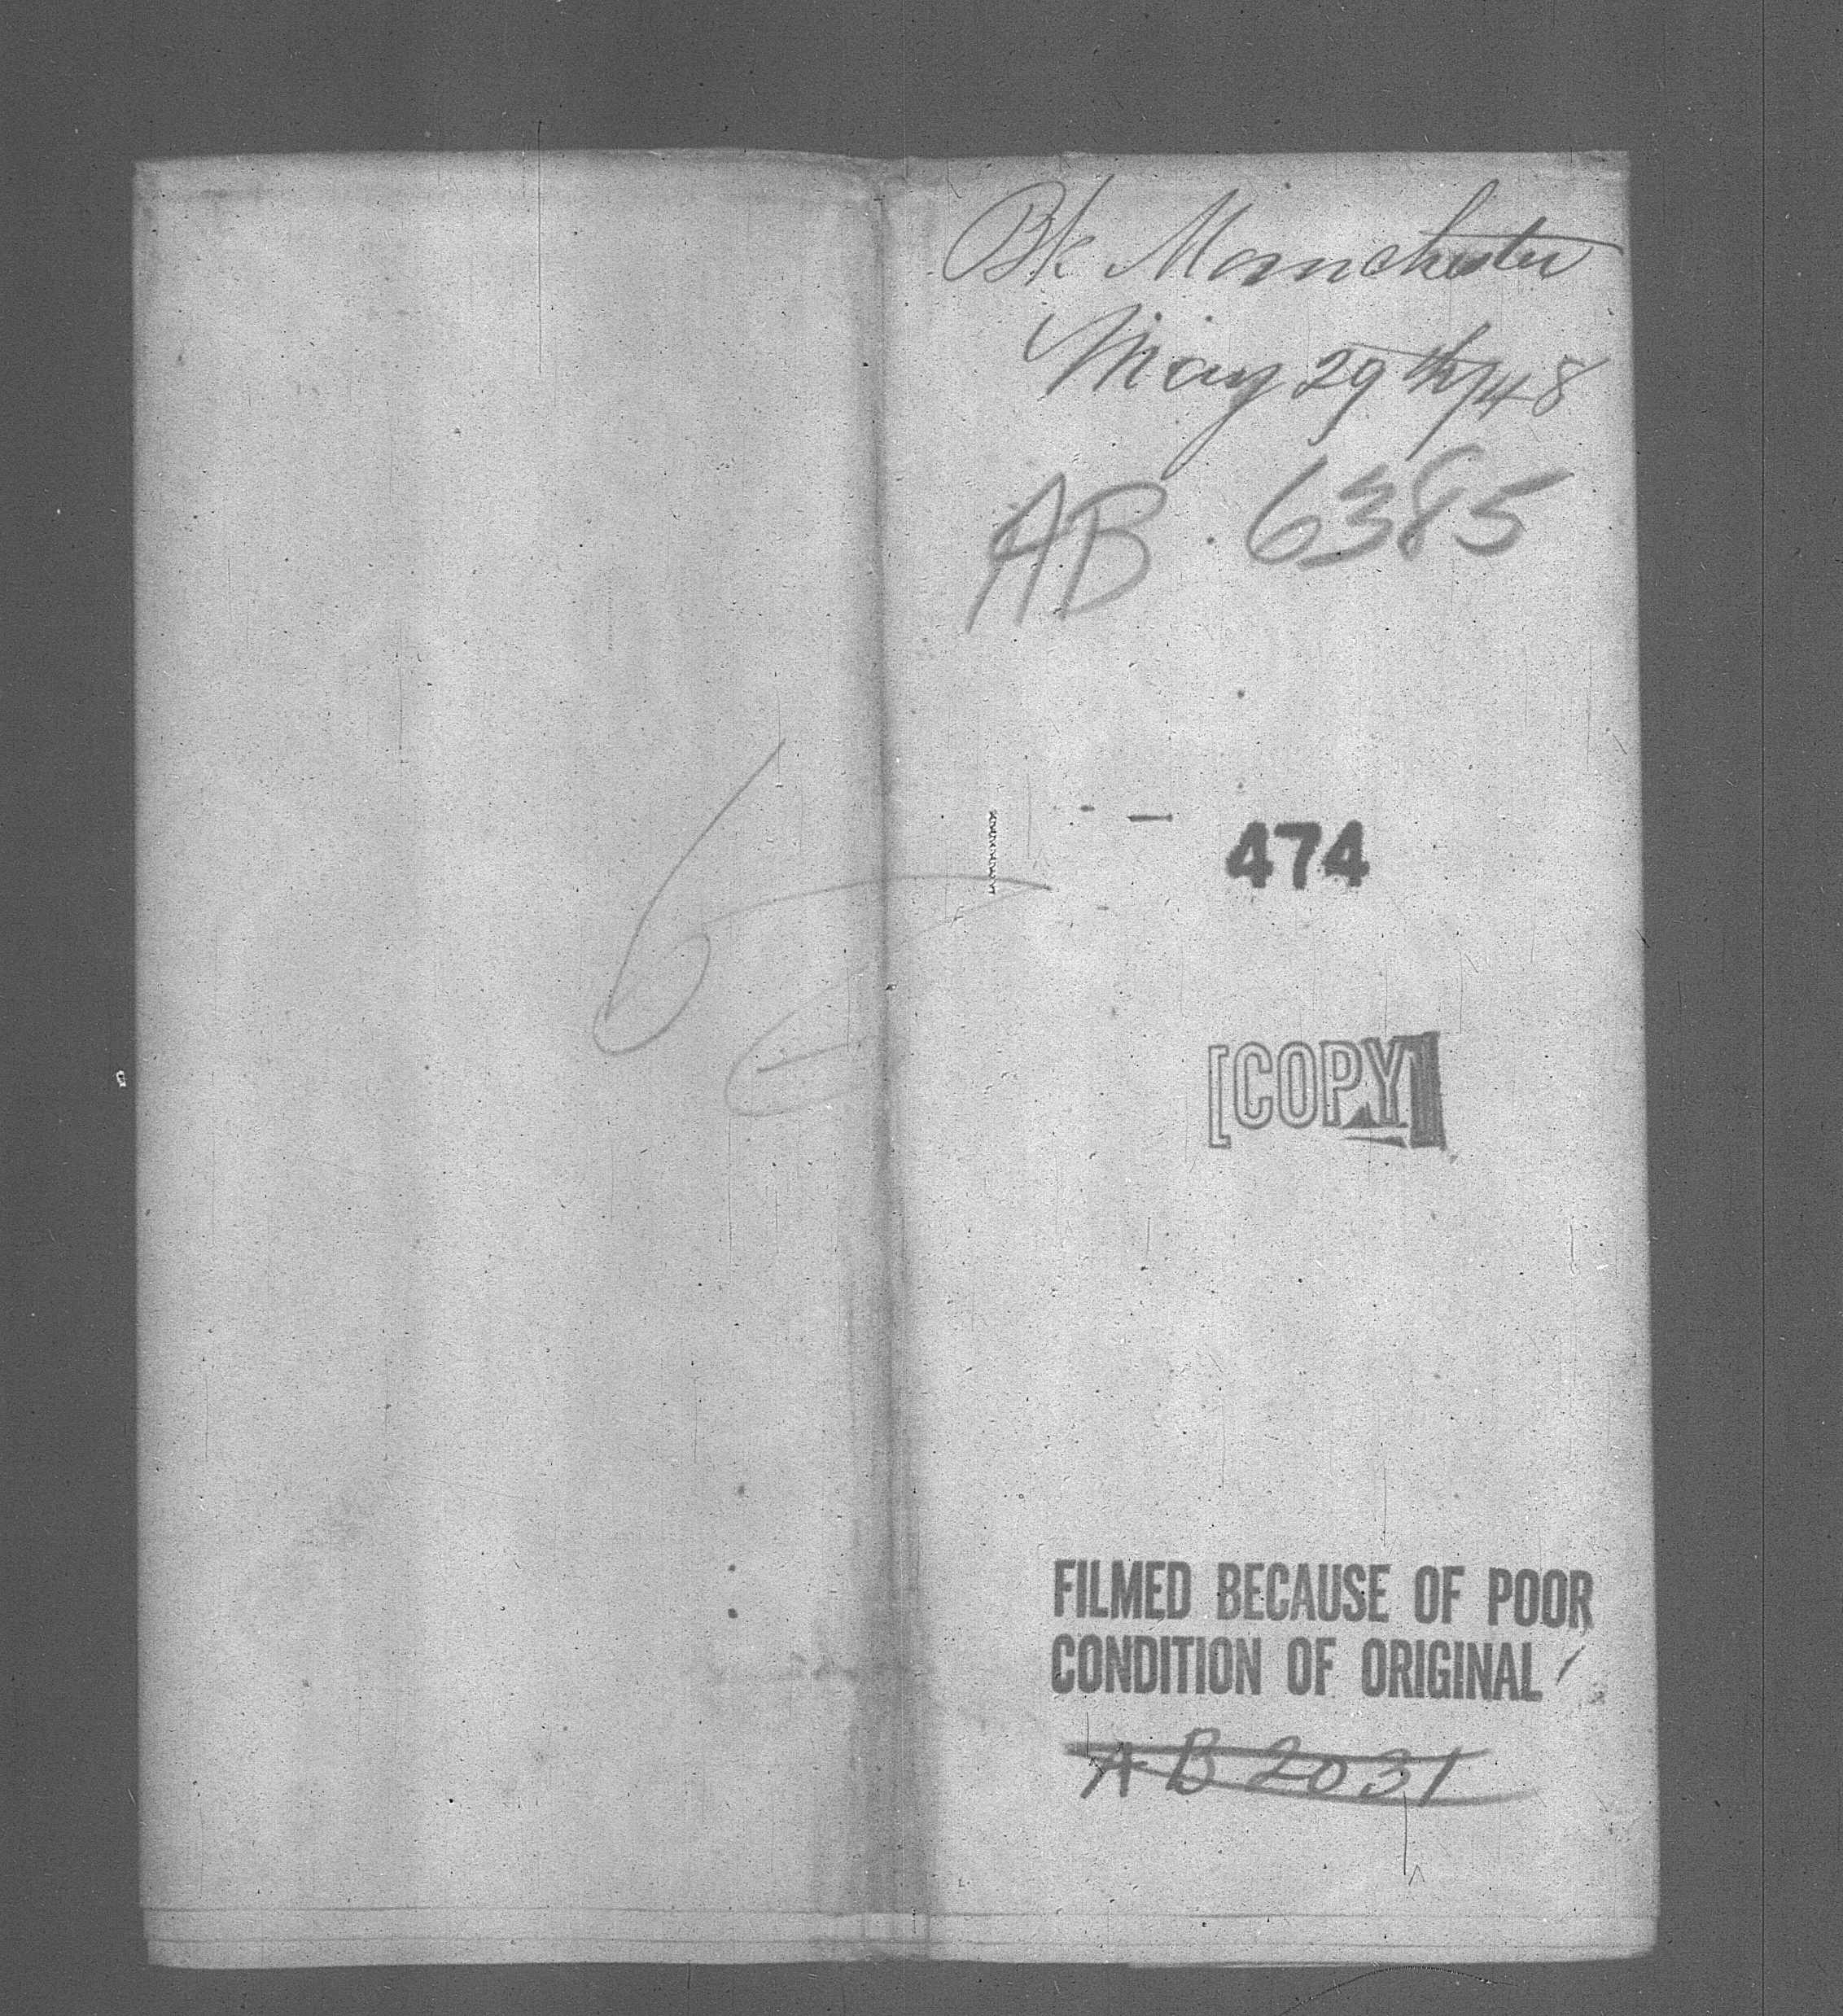 Bk Manchester
May 29th/48
AB. 6385
474
[COPY]
FILMED BECAUSE OF POOR
CONDITION OF ORIGINAL
AB 2031